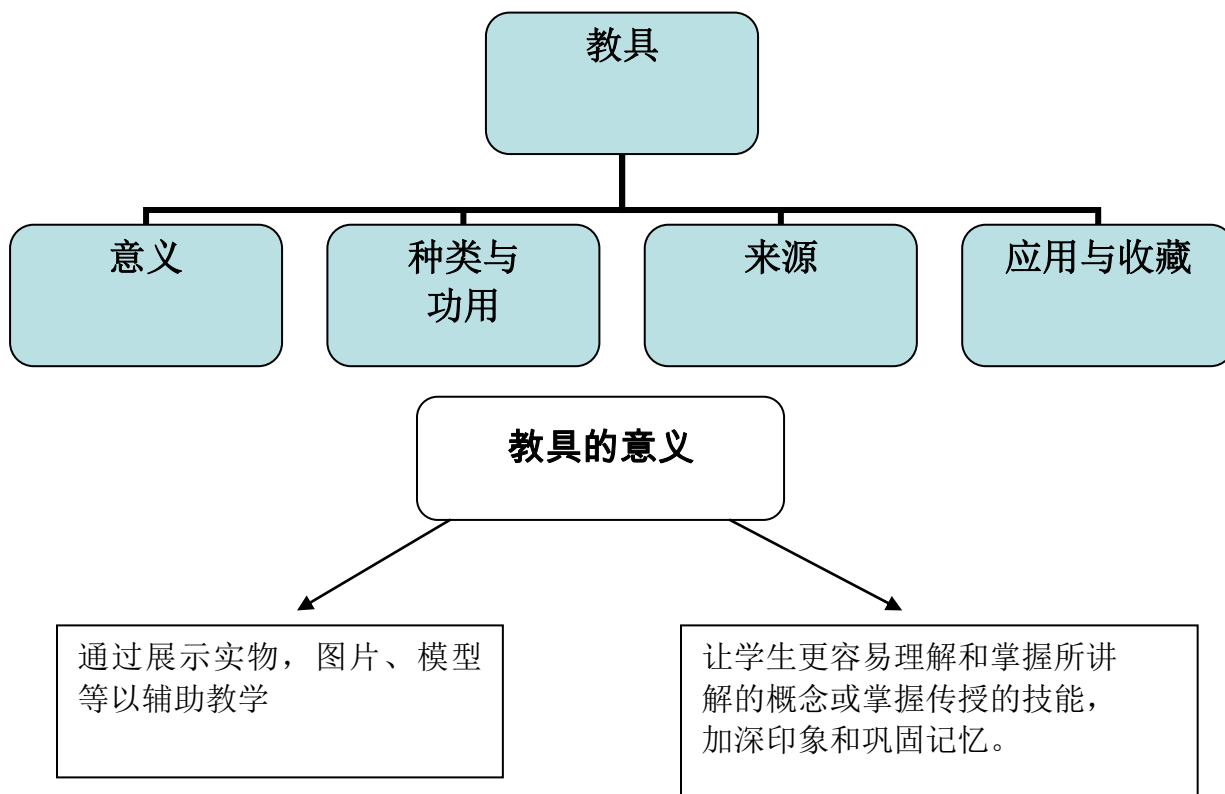 教具
意义
种类与
功用
来源
应用与收藏
教具的意义
通过展示实物，图片、模型
等以辅助教学
让学生更容易理解和掌握所讲
解的概念或掌握传授的技能，
加深印象和巩固记忆。